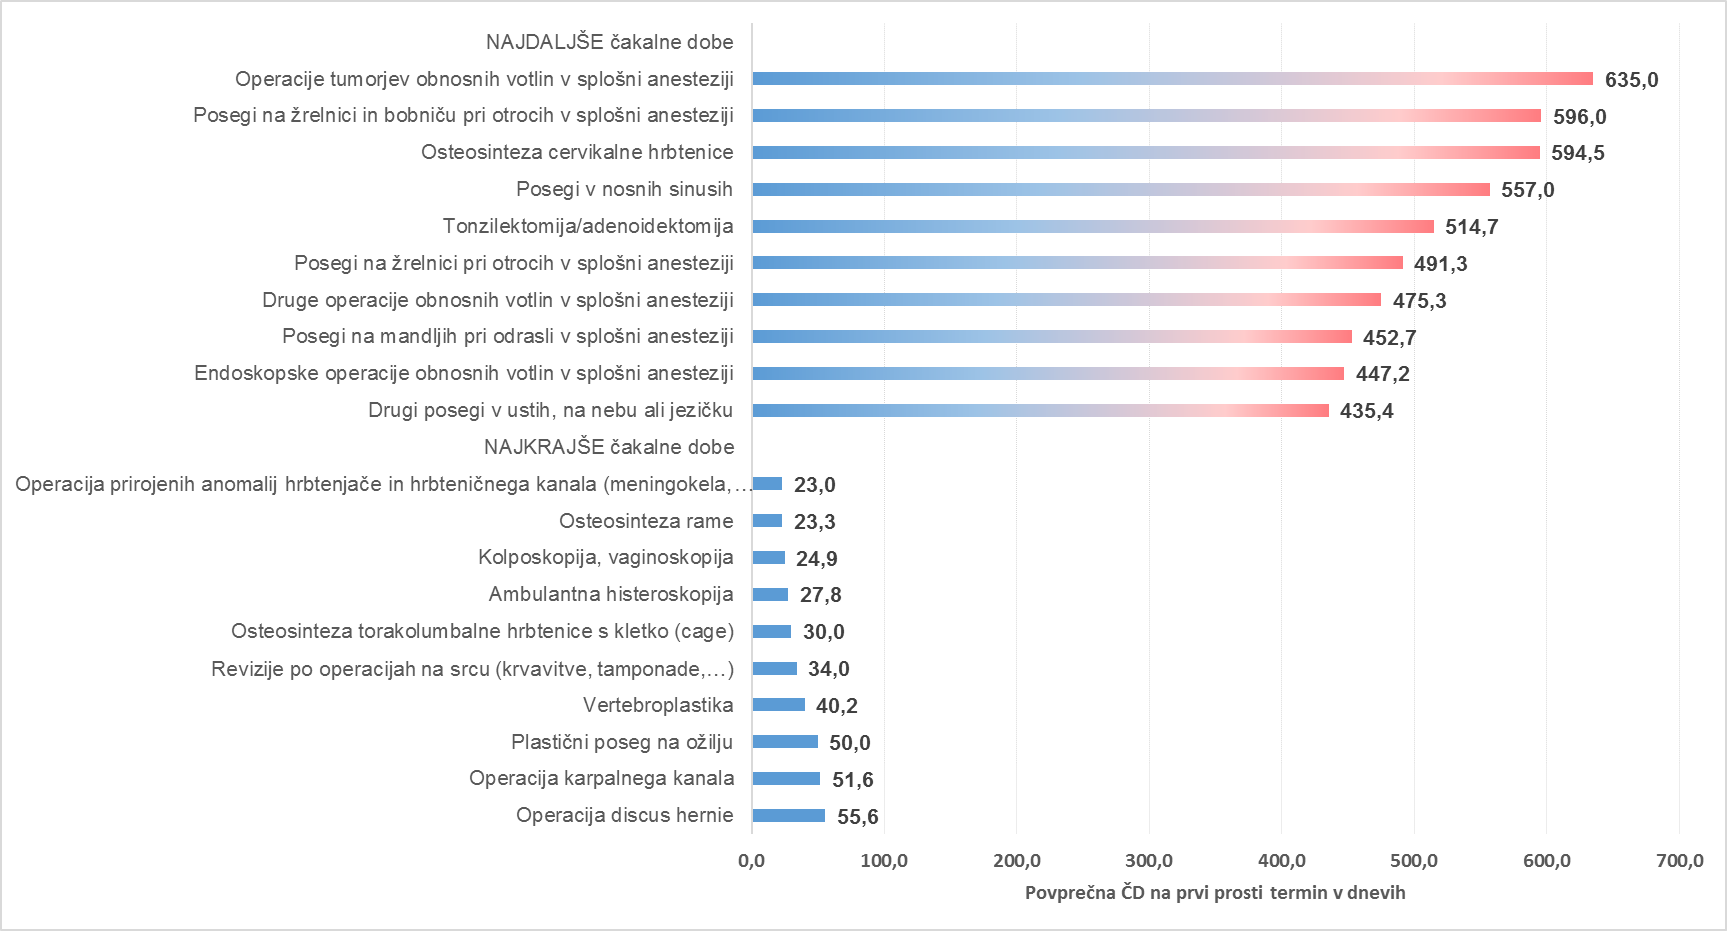 NAJDALJŠE čakalne dobe
Operacije tumorjev obnosnih votlin v splošni anesteziji 635,0
Posegi na žrelnici in bobniču pri otrocih v splošni anesteziji 596,0
Osteosinteza cervikalne hrbtenice 594,5
Posegi v nosnih sinusih 557,0
Tonzilektomija/adenoidektomija 514,7
Posegi na žrelnici pri otrocih v splošni anesteziji 491,3
Druge operacije obnosnih votlin v splošni anesteziji 475,3
Posegi na mandljih pri odrasli v splošni anesteziji 452,7
Endoskopske operacije obnosnih votlin v splošni anesteziji 447,2
Drugi posegi v ustih, na nebu ali jezičku 435,4
NAJKRAJŠE čakalne dobe
Operacija prirojenih anomalij hrbtenjače in hrbteničnega kanala (meningokela,… 23,0
Osteosinteza rame 23,3
Kolposkopija, vaginoskopija 24,9
Ambulantna histeroskopija 27,8
Osteosinteza torakolumbalne hrbtenice s kletko (cage) 30,0
Revizije po operacijah na srcu (krvavitve, tamponade,…) 34,0
Vertebroplastika 40,2
Plastični poseg na ožilju 50,0
Operacija karpalnega kanala 51,6
Operacija discus hernie 55,6
0,0 100,0 200,0 300,0 400,0 500,0 600,0 700,0
Povprečna ČD na prvi prosti termin v dnevih